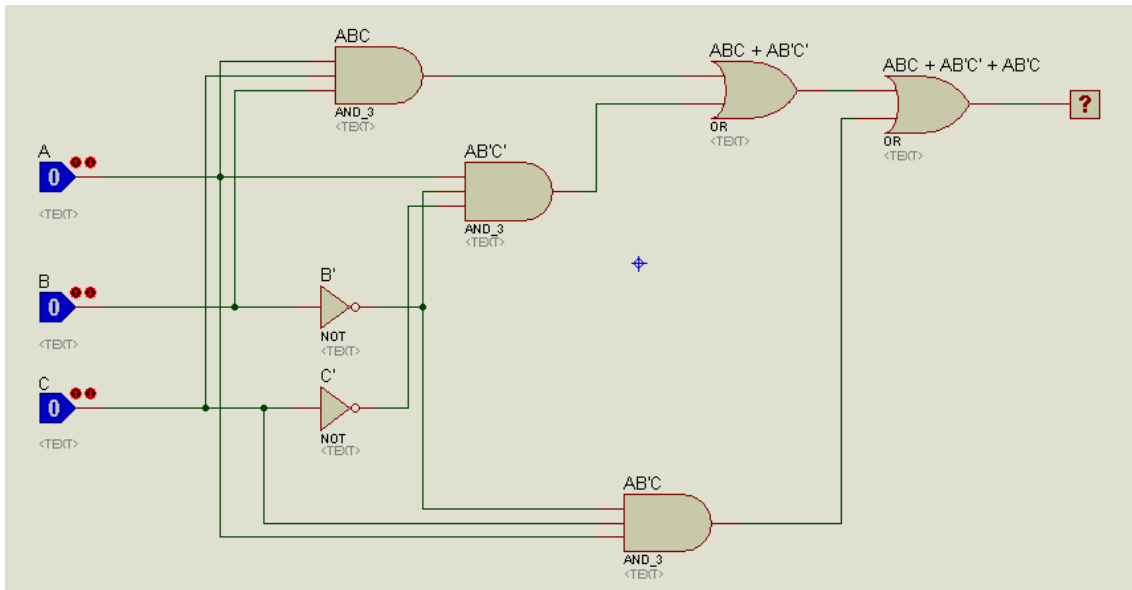 ABC
AND_3
<TEXT>
ABC + AB'C'
OR
<TEXT>
ABC + AB'C' + AB'C
OR
<TEXT>
?
A
0
<TEXT>
AB'C'
AND_3
<TEXT>
B
0
<TEXT>
B'
NOT
<TEXT>
C
0
<TEXT>
C'
NOT
<TEXT>
AB'C
AND_3
<TEXT>